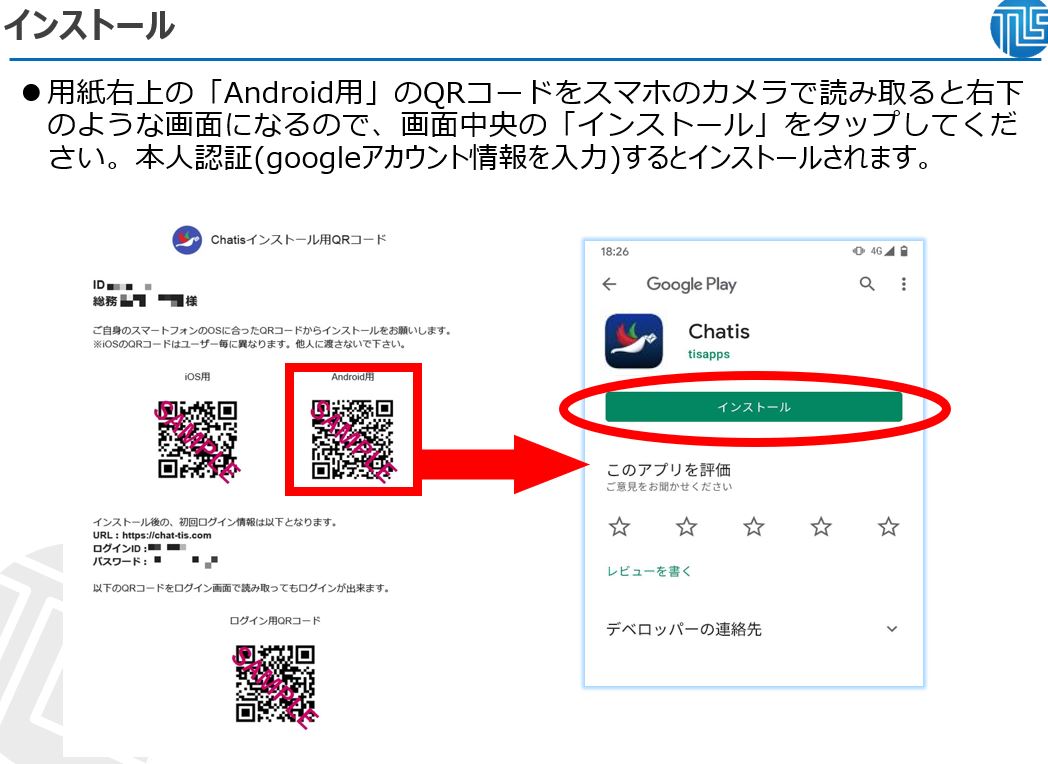 インストール
TLS
●用紙右上の「Android用」のQRコードをスマホのカメラで読み取ると右下
のような画面になるので、画面中央の「インストール」をタップしてくだ
さい。本人認証(googleアカウント情報を入力)するとインストールされます。
Chatisインストール用QRコード
ID
総務 様
ご自身のスマートフォンのOSに合ったQRコードからインストールをお願いします。
※iOSのQRコードはユーザー毎に異なります。他人に渡さないで下さい。
iOS用
Android用
SAMPLE
SAMPLE
インストール後の、初回ログイン情報は以下となります。
URL：https://chat-tis.com
ログインID：
パスワード：
以下のQRコードをログイン画面で読み取ってもログインが出来ます。
ログイン用QRコード
SAMPLE
18:26
4G
Google Play
Chatis
tisapps
インストール
このアプリを評価
ご意見をお聞かせください
レビューを書く
デベロッパーの連絡先